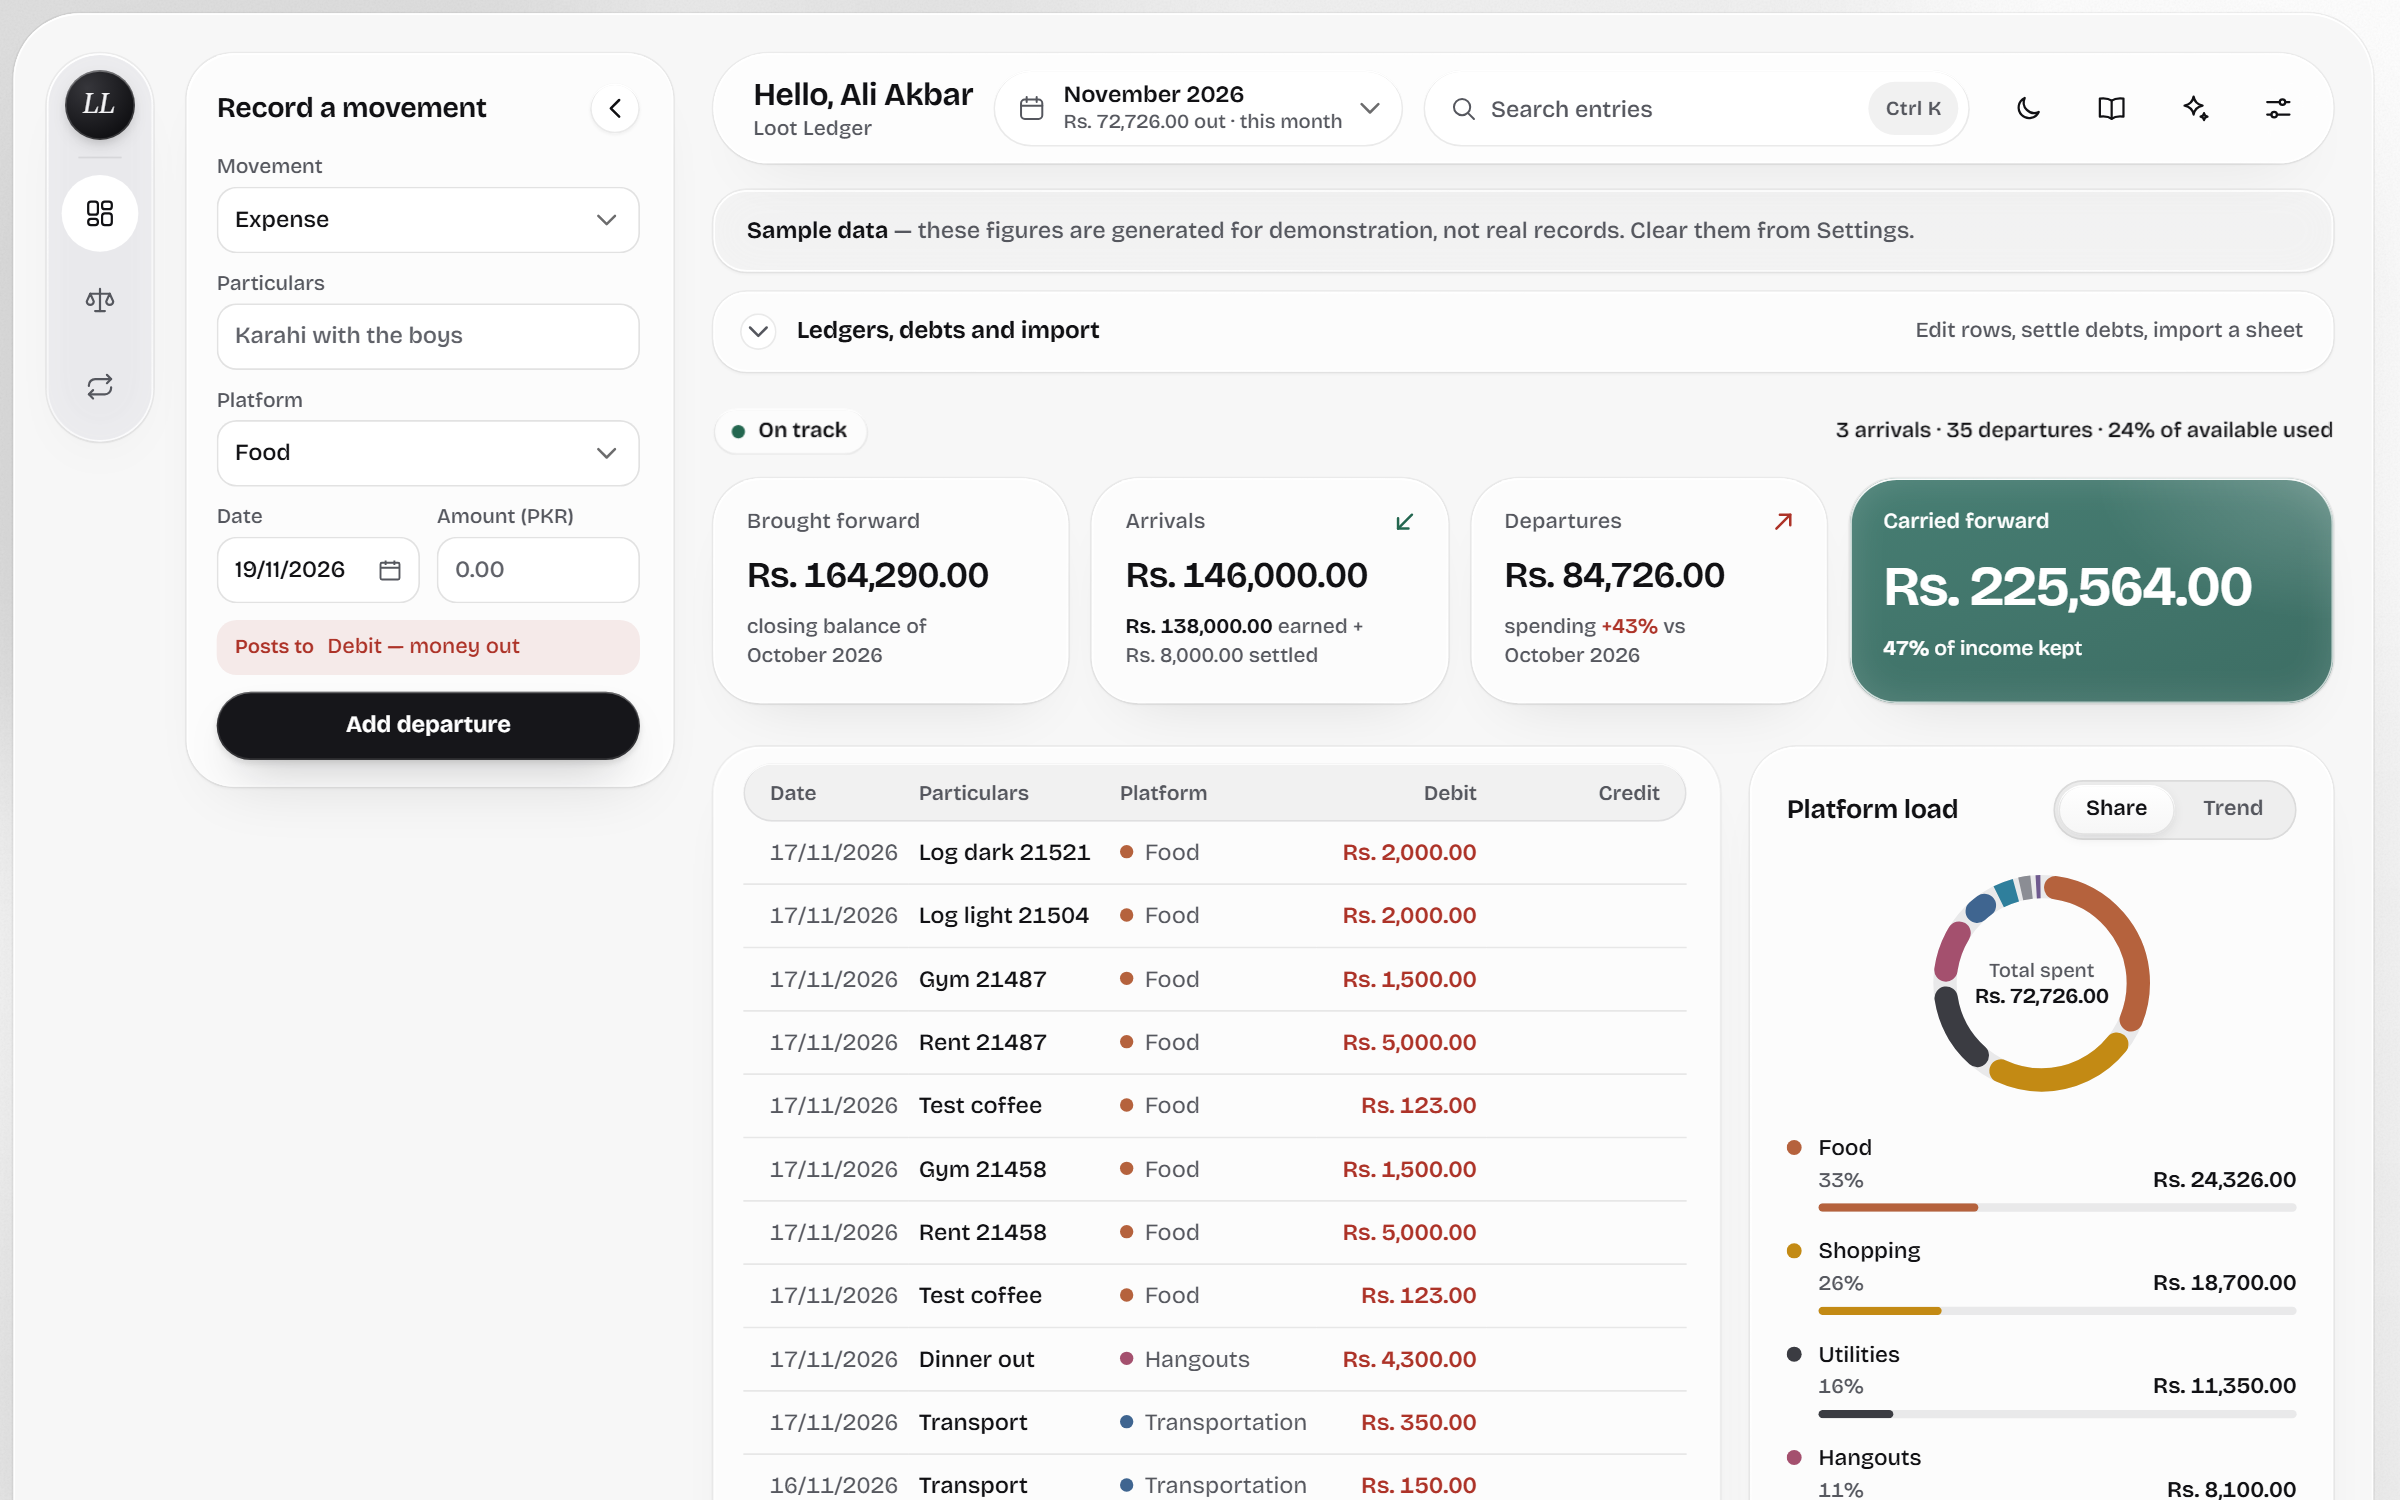 LL
Record a movement
Movement
Expense
Particulars
Karahi with the boys
Platform
Food
Date
Amount (PKR)
19/11/2026
0.00
Posts to Debit — money out
Add departure
Hello, Ali Akbar
Loot Ledger
November 2026
Rs. 72,726.00 out · this month
Search entries
Ctrl K
Sample data — these figures are generated for demonstration, not real records. Clear them from Settings.
Ledgers, debts and import
Edit rows, settle debts, import a sheet
On track
3 arrivals · 35 departures · 24% of available used
Brought forward
Rs. 164,290.00
closing balance of
October 2026
Arrivals
Rs. 146,000.00
Rs. 138,000.00 earned +
Rs. 8,000.00 settled
Departures
Rs. 84,726.00
spending +43% vs
October 2026
Carried forward
Rs. 225,564.00
47% of income kept
Date Particulars Platform Debit Credit
17/11/2026 Log dark 21521 Food Rs. 2,000.00
17/11/2026 Log light 21504 Food Rs. 2,000.00
17/11/2026 Gym 21487 Food Rs. 1,500.00
17/11/2026 Rent 21487 Food Rs. 5,000.00
17/11/2026 Test coffee Food Rs. 123.00
17/11/2026 Gym 21458 Food Rs. 1,500.00
17/11/2026 Rent 21458 Food Rs. 5,000.00
17/11/2026 Test coffee Food Rs. 123.00
17/11/2026 Dinner out Hangouts Rs. 4,300.00
17/11/2026 Transport Transportation Rs. 350.00
16/11/2026 Transport Transportation Rs. 150.00
Platform load
Share
Trend
Total spent
Rs. 72,726.00
Food
33% Rs. 24,326.00
Shopping
26% Rs. 18,700.00
Utilities
16% Rs. 11,350.00
Hangouts
11% Rs. 8,100.00